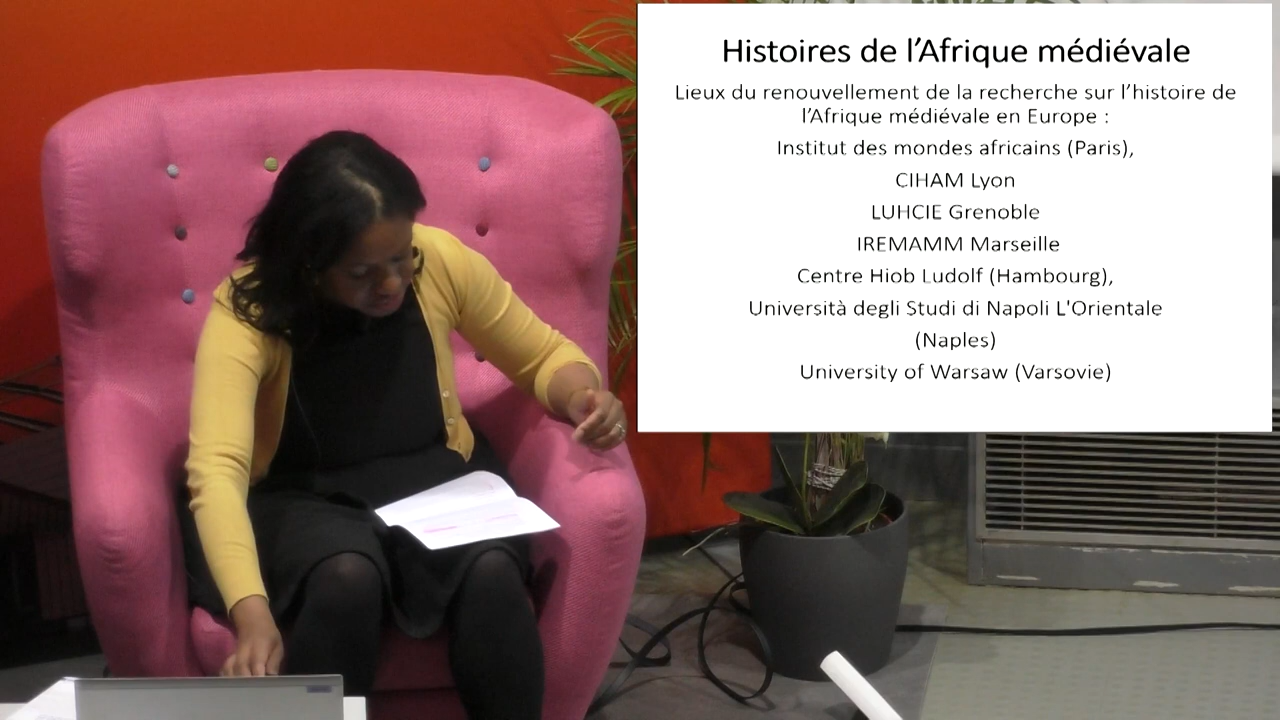 Histoires de l’Afrique médiévale
Lieux du renouvellement de la recherche sur l’histoire de
l’Afrique médiévale en Europe :
Institut des mondes africains (Paris),
CIHAM Lyon
LUHCIE Grenoble
IREMAMM Marseille
Centre Hiob Ludolf (Hambourg),
Università degli Studi di Napoli L'Orientale
(Naples)
University of Warsaw (Varsovie)